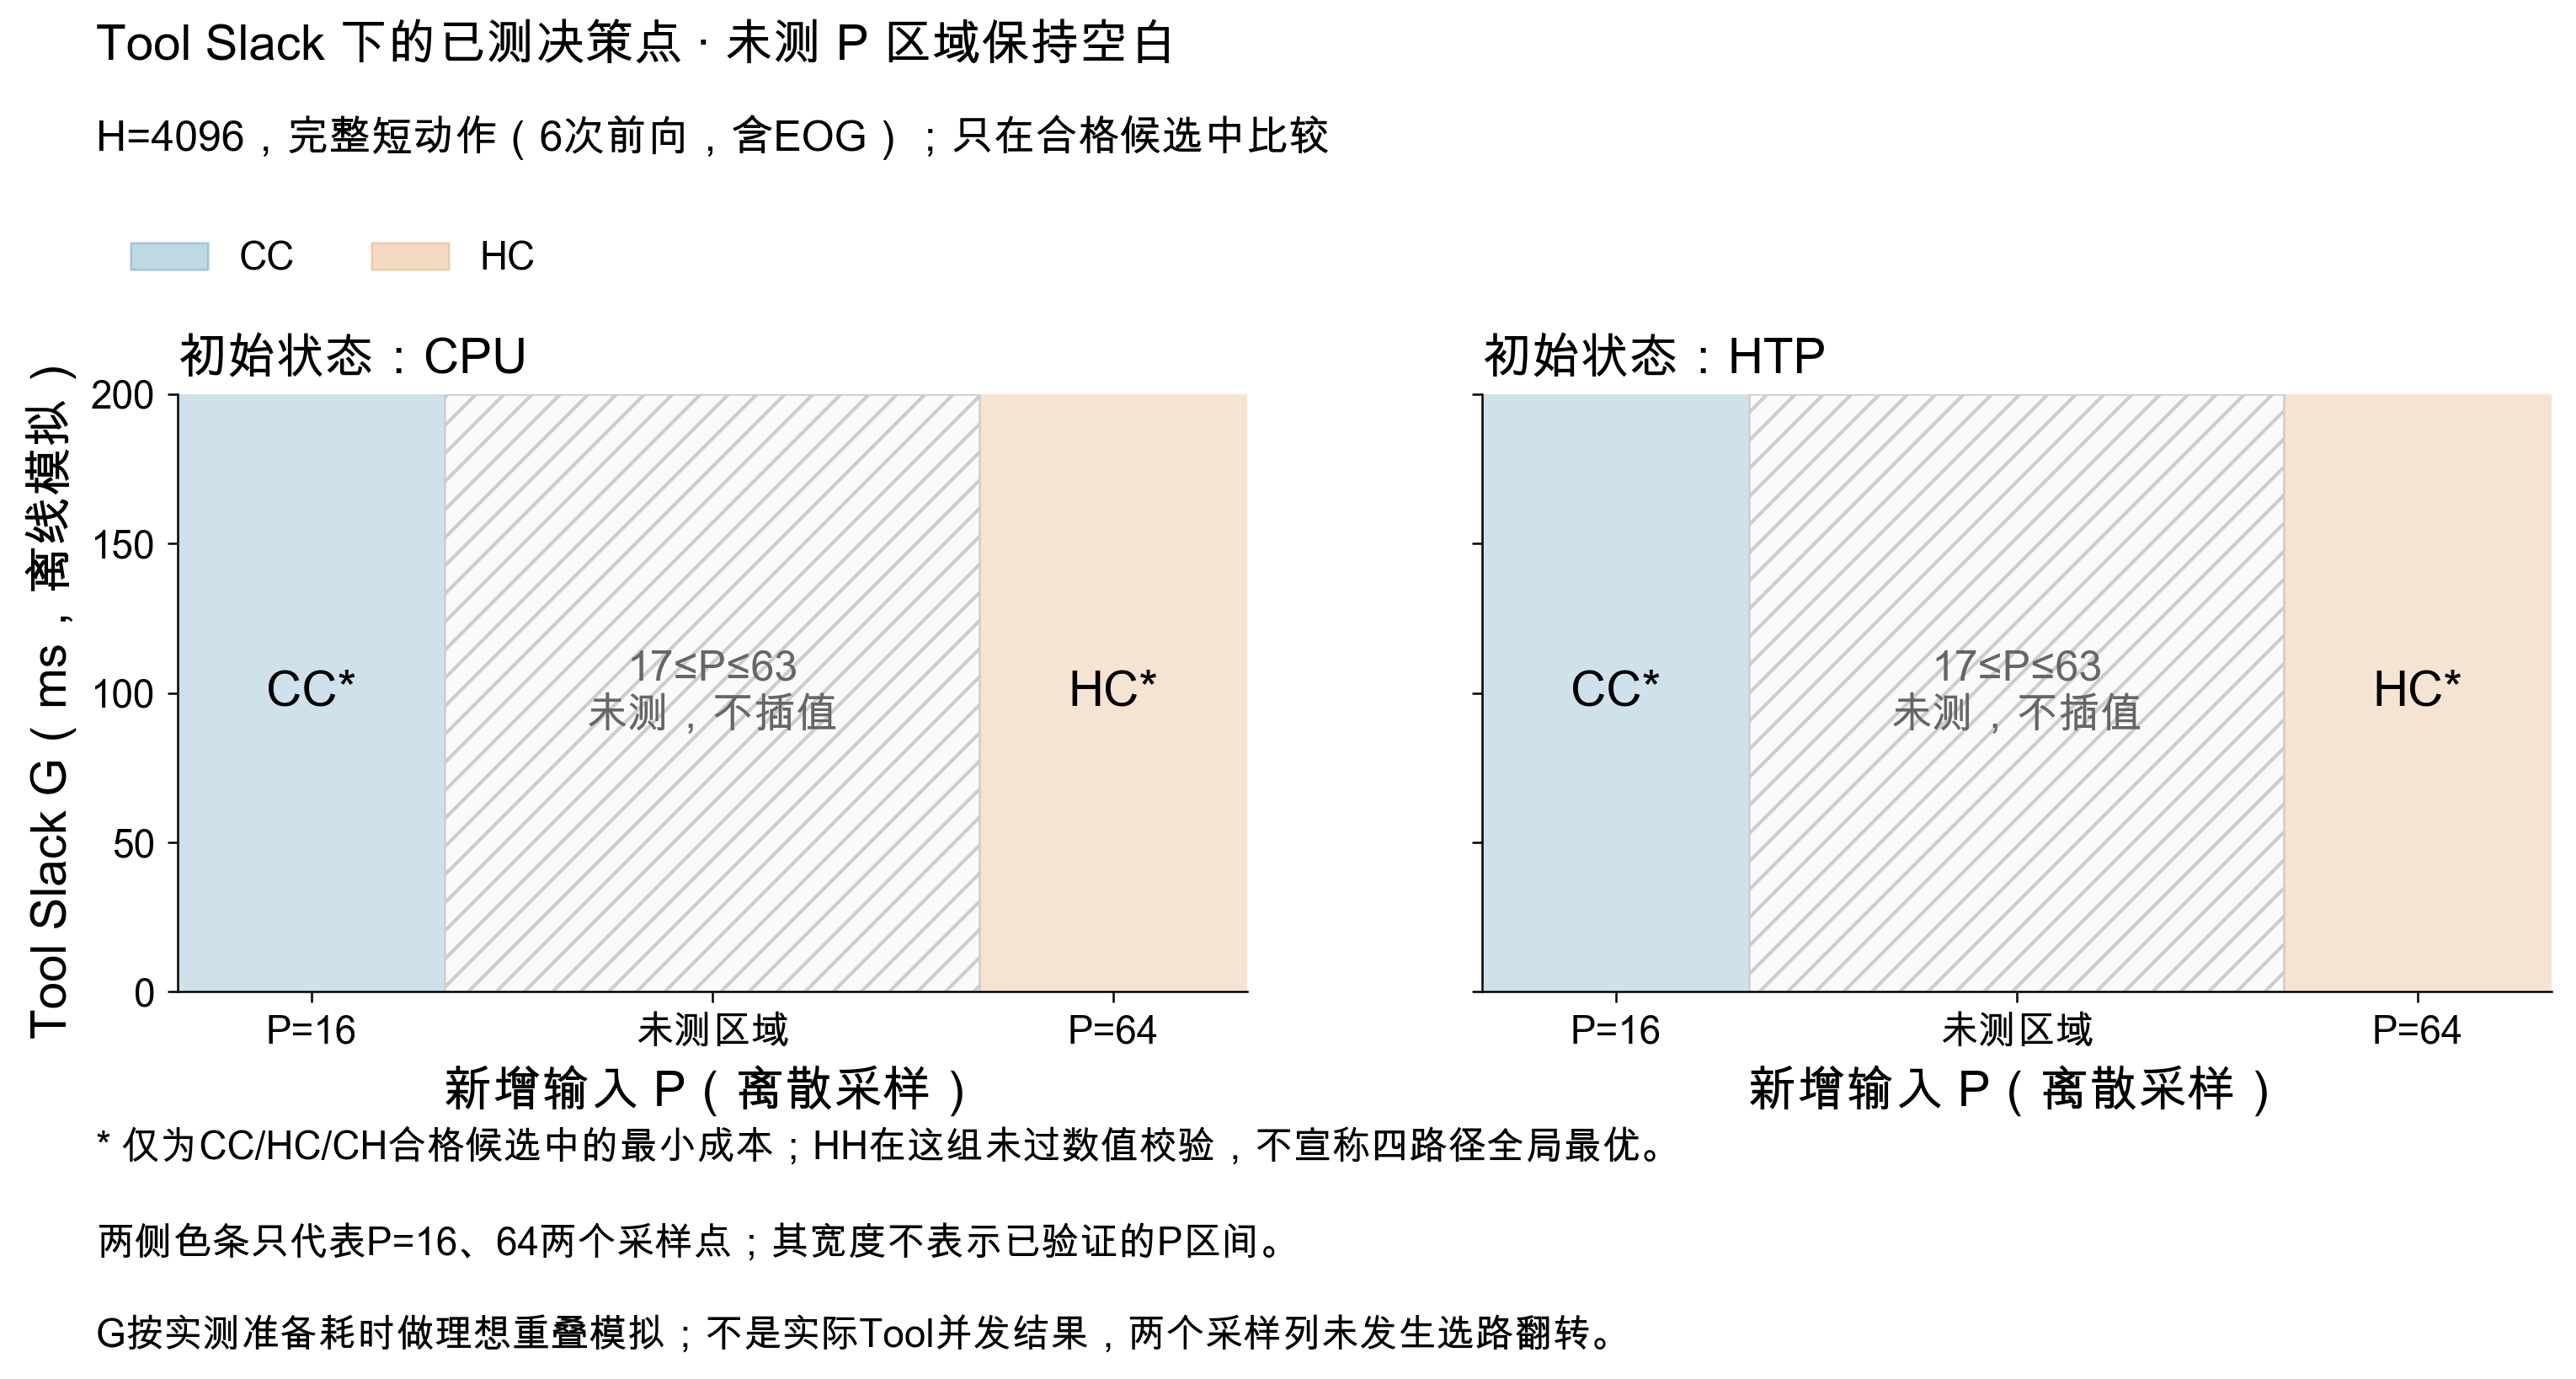 Tool Slack 下的已测决策点 · 未测 P 区域保持空白
H=4096，完整短动作（6次前向，含EOG）；只在合格候选中比较
CC
HC
初始状态：CPU
Tool Slack G（ms，离线模拟）
200
150
100
50
0
CC*
17≤P≤63
未测，不插值
HC*
P=16
未测区域
P=64
新增输入 P（离散采样）
初始状态：HTP
CC*
17≤P≤63
未测，不插值
HC*
P=16
未测区域
P=64
新增输入 P（离散采样）
* 仅为CC/HC/CH合格候选中的最小成本；HH在这组未过数值校验，不宣称四路径全局最优。
两侧色条只代表P=16、64两个采样点；其宽度不表示已验证的P区间。
G按实测准备耗时做理想重叠模拟；不是实际Tool并发结果，两个采样列未发生选路翻转。